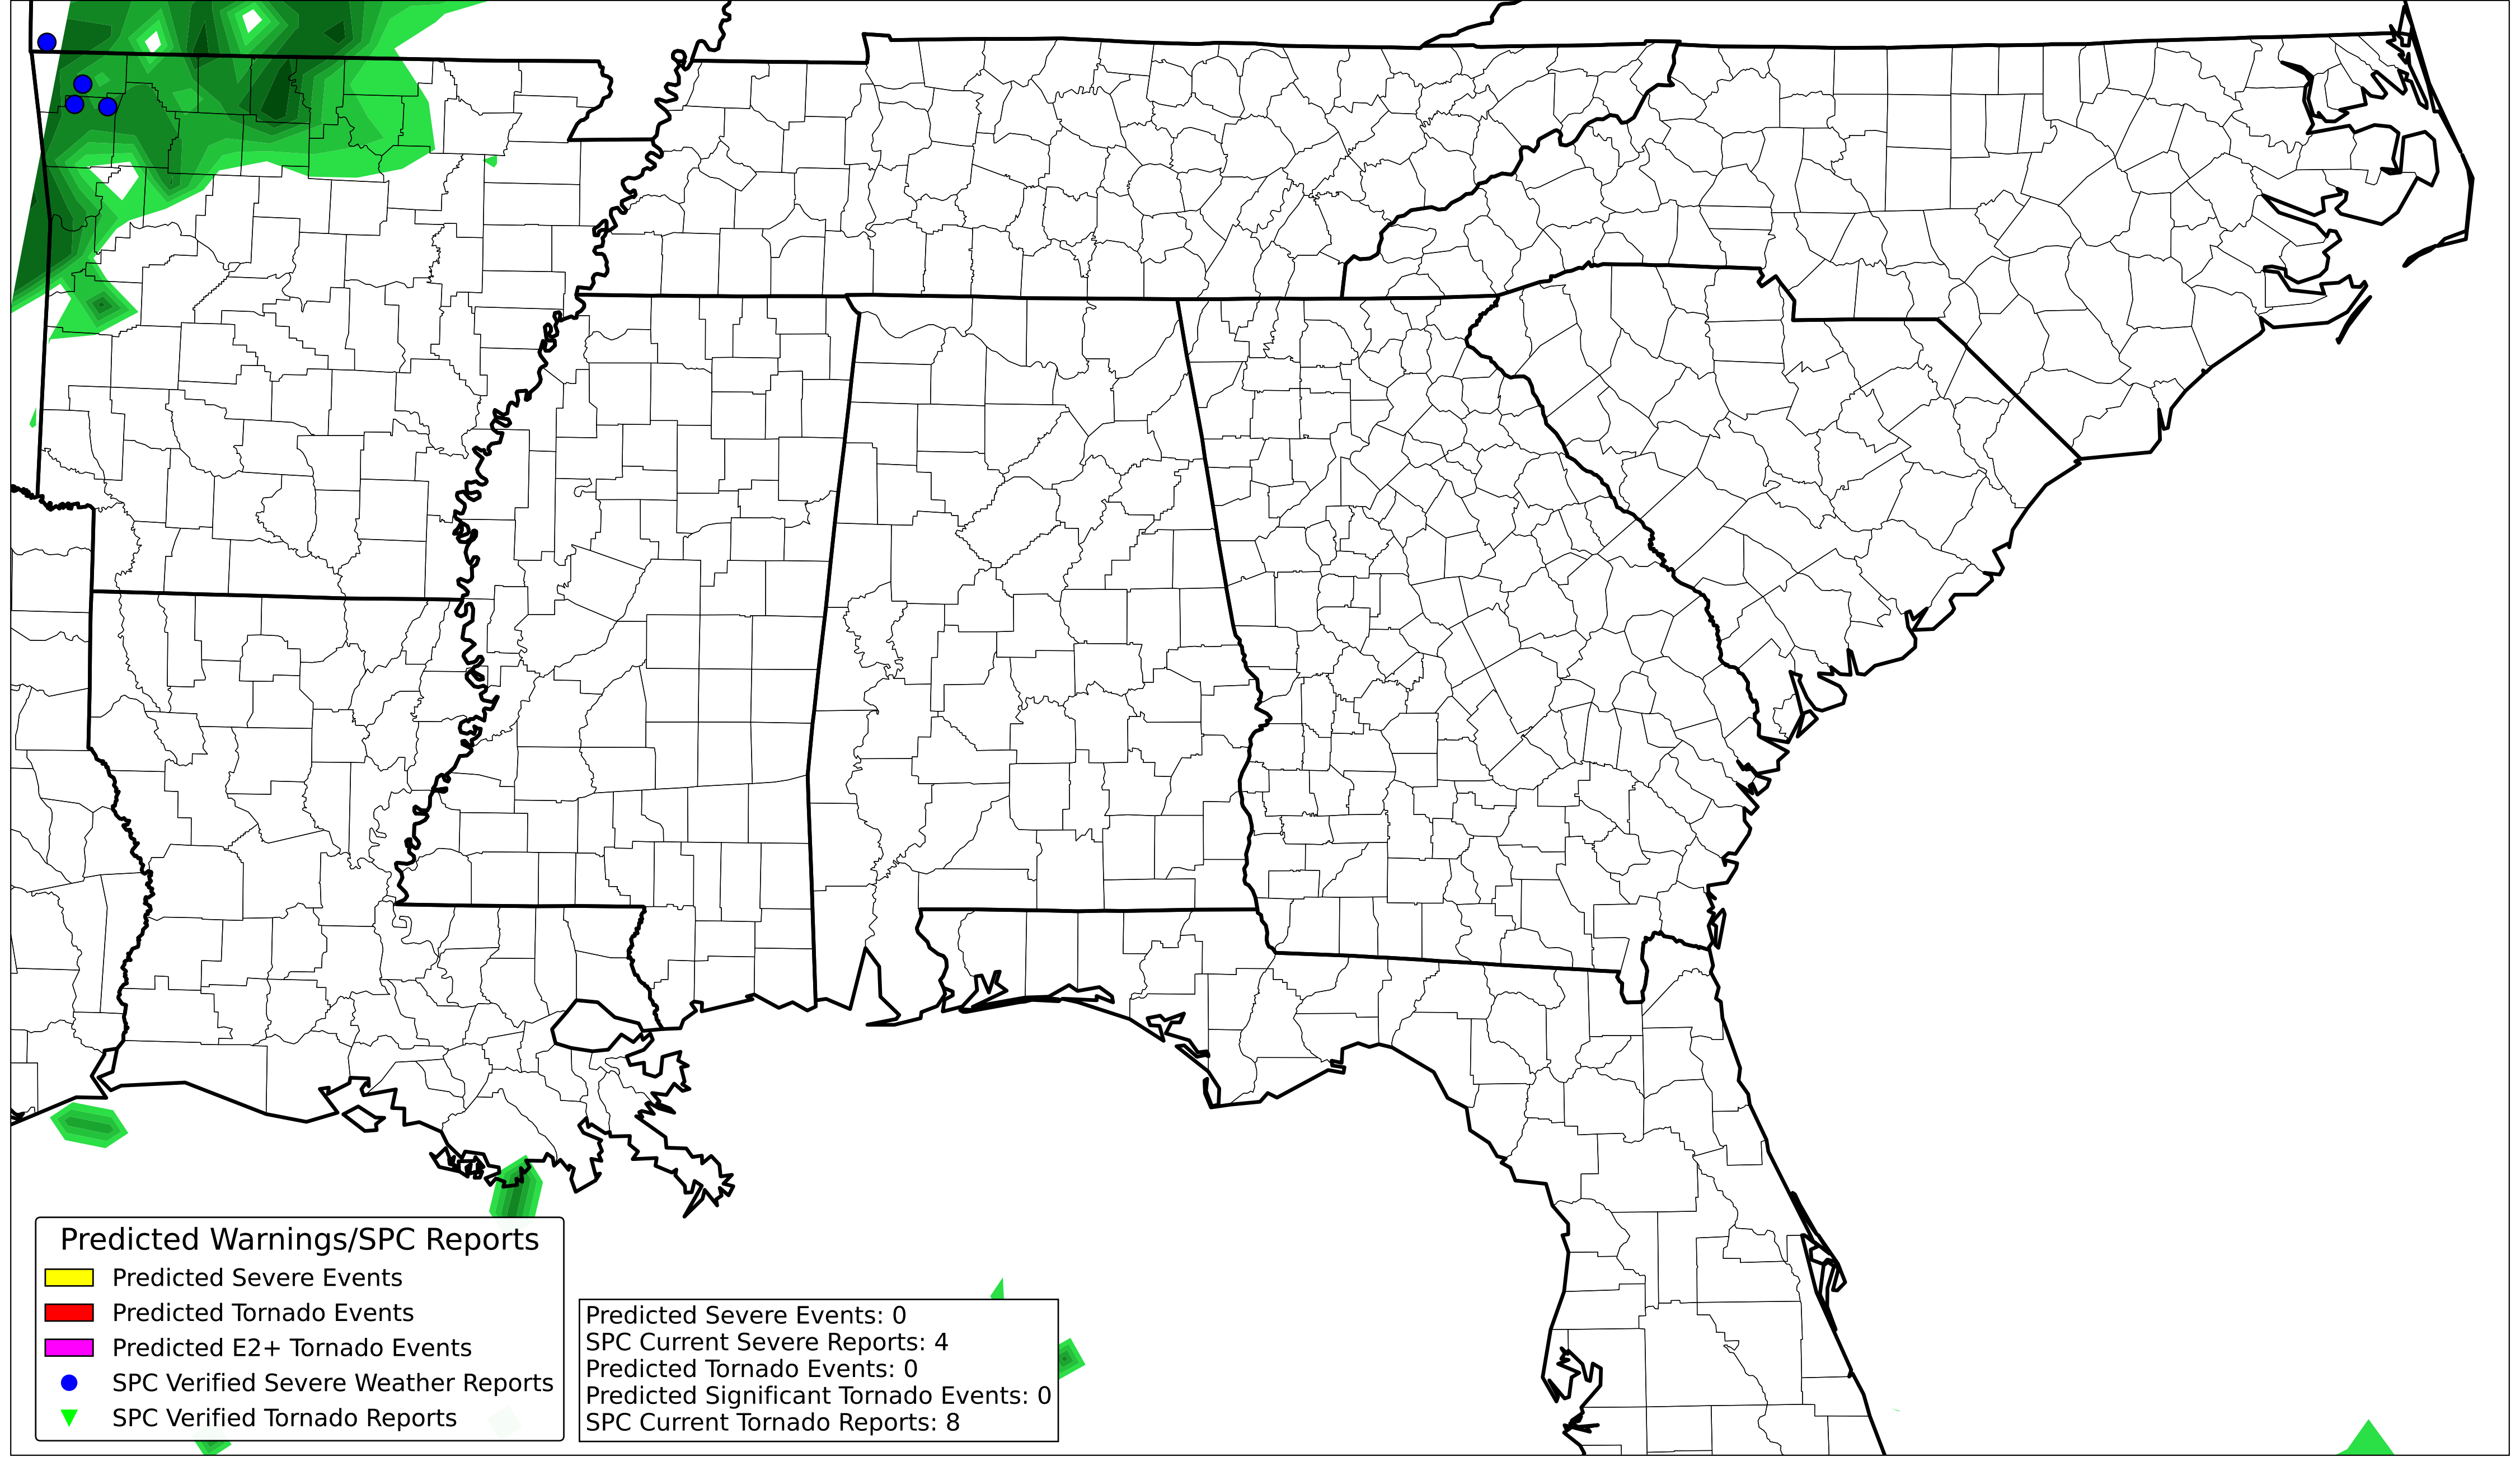 Predicted Warnings/SPC Reports
Predicted Severe Events
Predicted Tornado Events
Predicted E2+ Tornado Events
SPC Verified Severe Weather Reports
SPC Verified Tornado Reports
Predicted Severe Events: 0
SPC Current Severe Reports: 4
Predicted Tornado Events: 0
Predicted Significant Tornado Events: 0
SPC Current Tornado Reports: 8